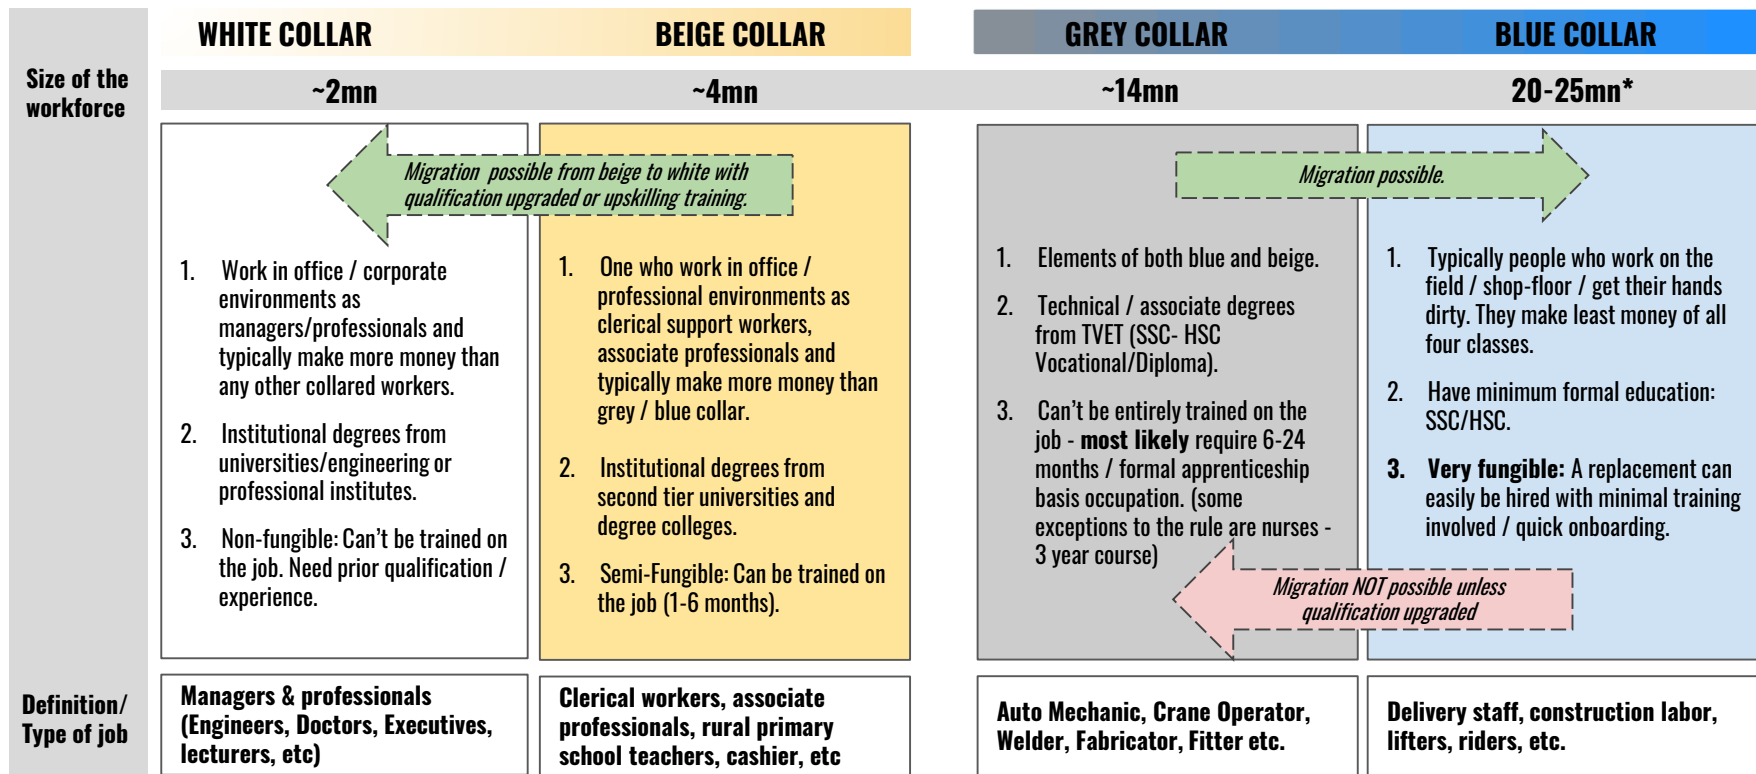 WHITE COLLAR
BEIGE COLLAR
GREY COLLAR
BLUE COLLAR
Size of the
workforce
~2mn
~4mn
~14mn
20-25mn*
Migration possible from beige to white with
qualification upgraded or upskilling training.
1. Work in office / corporate
environments as
managers/professionals and
typically make more money than
any other collared workers.
2. Institutional degrees from
universities/engineering or
professional institutes.
3. Non-fungible: Can't be trained on
the job. Need prior qualification /
experience.
1. One who work in office /
professional environments as
clerical support workers,
associate professionals and
typically make more money than
grey / blue collar.
2. Institutional degrees from
second tier universities and
degree colleges.
3. Semi-Fungible: Can be trained on
the job (1-6 months).
Migration possible.
1. Elements of both blue and beige.
2. Technical / associate degrees
from TVET (SSC- HSC
Vocational/Diploma).
3. Can't be entirely trained on the
job - most likely require 6-24
months / formal apprenticeship
basis occupation. (some
exceptions to the rule are nurses -
3 year course)
1. Typically people who work on the
field / shop-floor / get their hands
dirty. They make least money of all
four classes.
2. Have minimum formal education:
SSC/HSC.
3. Very fungible: A replacement can
easily be hired with minimal training
involved / quick onboarding.
Migration NOT possible unless
qualification upgraded
Definition/
Type of job
Managers & professionals
(Engineers, Doctors, Executives,
lecturers, etc)
Clerical workers, associate
professionals, rural primary
school teachers, cashier, etc
Auto Mechanic, Crane Operator,
Welder, Fabricator, Fitter etc.
Delivery staff, construction labor,
lifters, riders, etc.